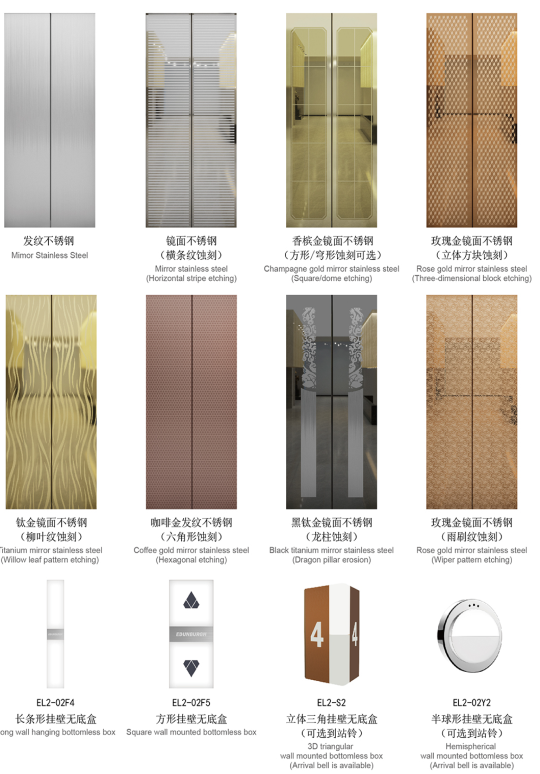 发纹不锈钢
Mimor Stainless Steel
镜面不锈钢
（横条纹蚀刻）
Mirror stainless steel
(Horizontal stripe etching)
香槟金镜面不锈钢
（方形/穹形蚀刻可选）
Champagne gold mirror stainless steel
(Square/dome etching)
玫瑰金镜面不锈钢
（立体方块蚀刻）
Rose gold mirror stainless steel
(Three-dimensional block etching)
钛金镜面不锈钢
（柳叶纹蚀刻）
Titanium mirror stainless steel
(Willow leaf pattern etching)
咖啡金发纹不锈钢
（六角形蚀刻）
Coffee gold mirror stainless steel
(Hexagonal etching)
黑钛金镜面不锈钢
（龙柱蚀刻）
Black titanium mirror stainless steel
(Dragon pillar erosion)
玫瑰金镜面不锈钢
（雨刷纹蚀刻）
Rose gold mirror stainless steel
(Wiper pattern etching)
4
4
EL2-02F4
长条形挂壁无底盒
ong wall hanging bottomless box
EL2-02F5
方形挂壁无底盒
Square wall mounted bottomless box
EL2-S2
立体三角挂壁无底盒
（可选到站铃）
3D triangular
wall mounted bottomless box
(Arrival bell is available)
EL2-02Y2
半球形挂壁无底盒
（可选到站铃）
Hemispherical
wall mounted bottomless box
(Arrival bell is available)